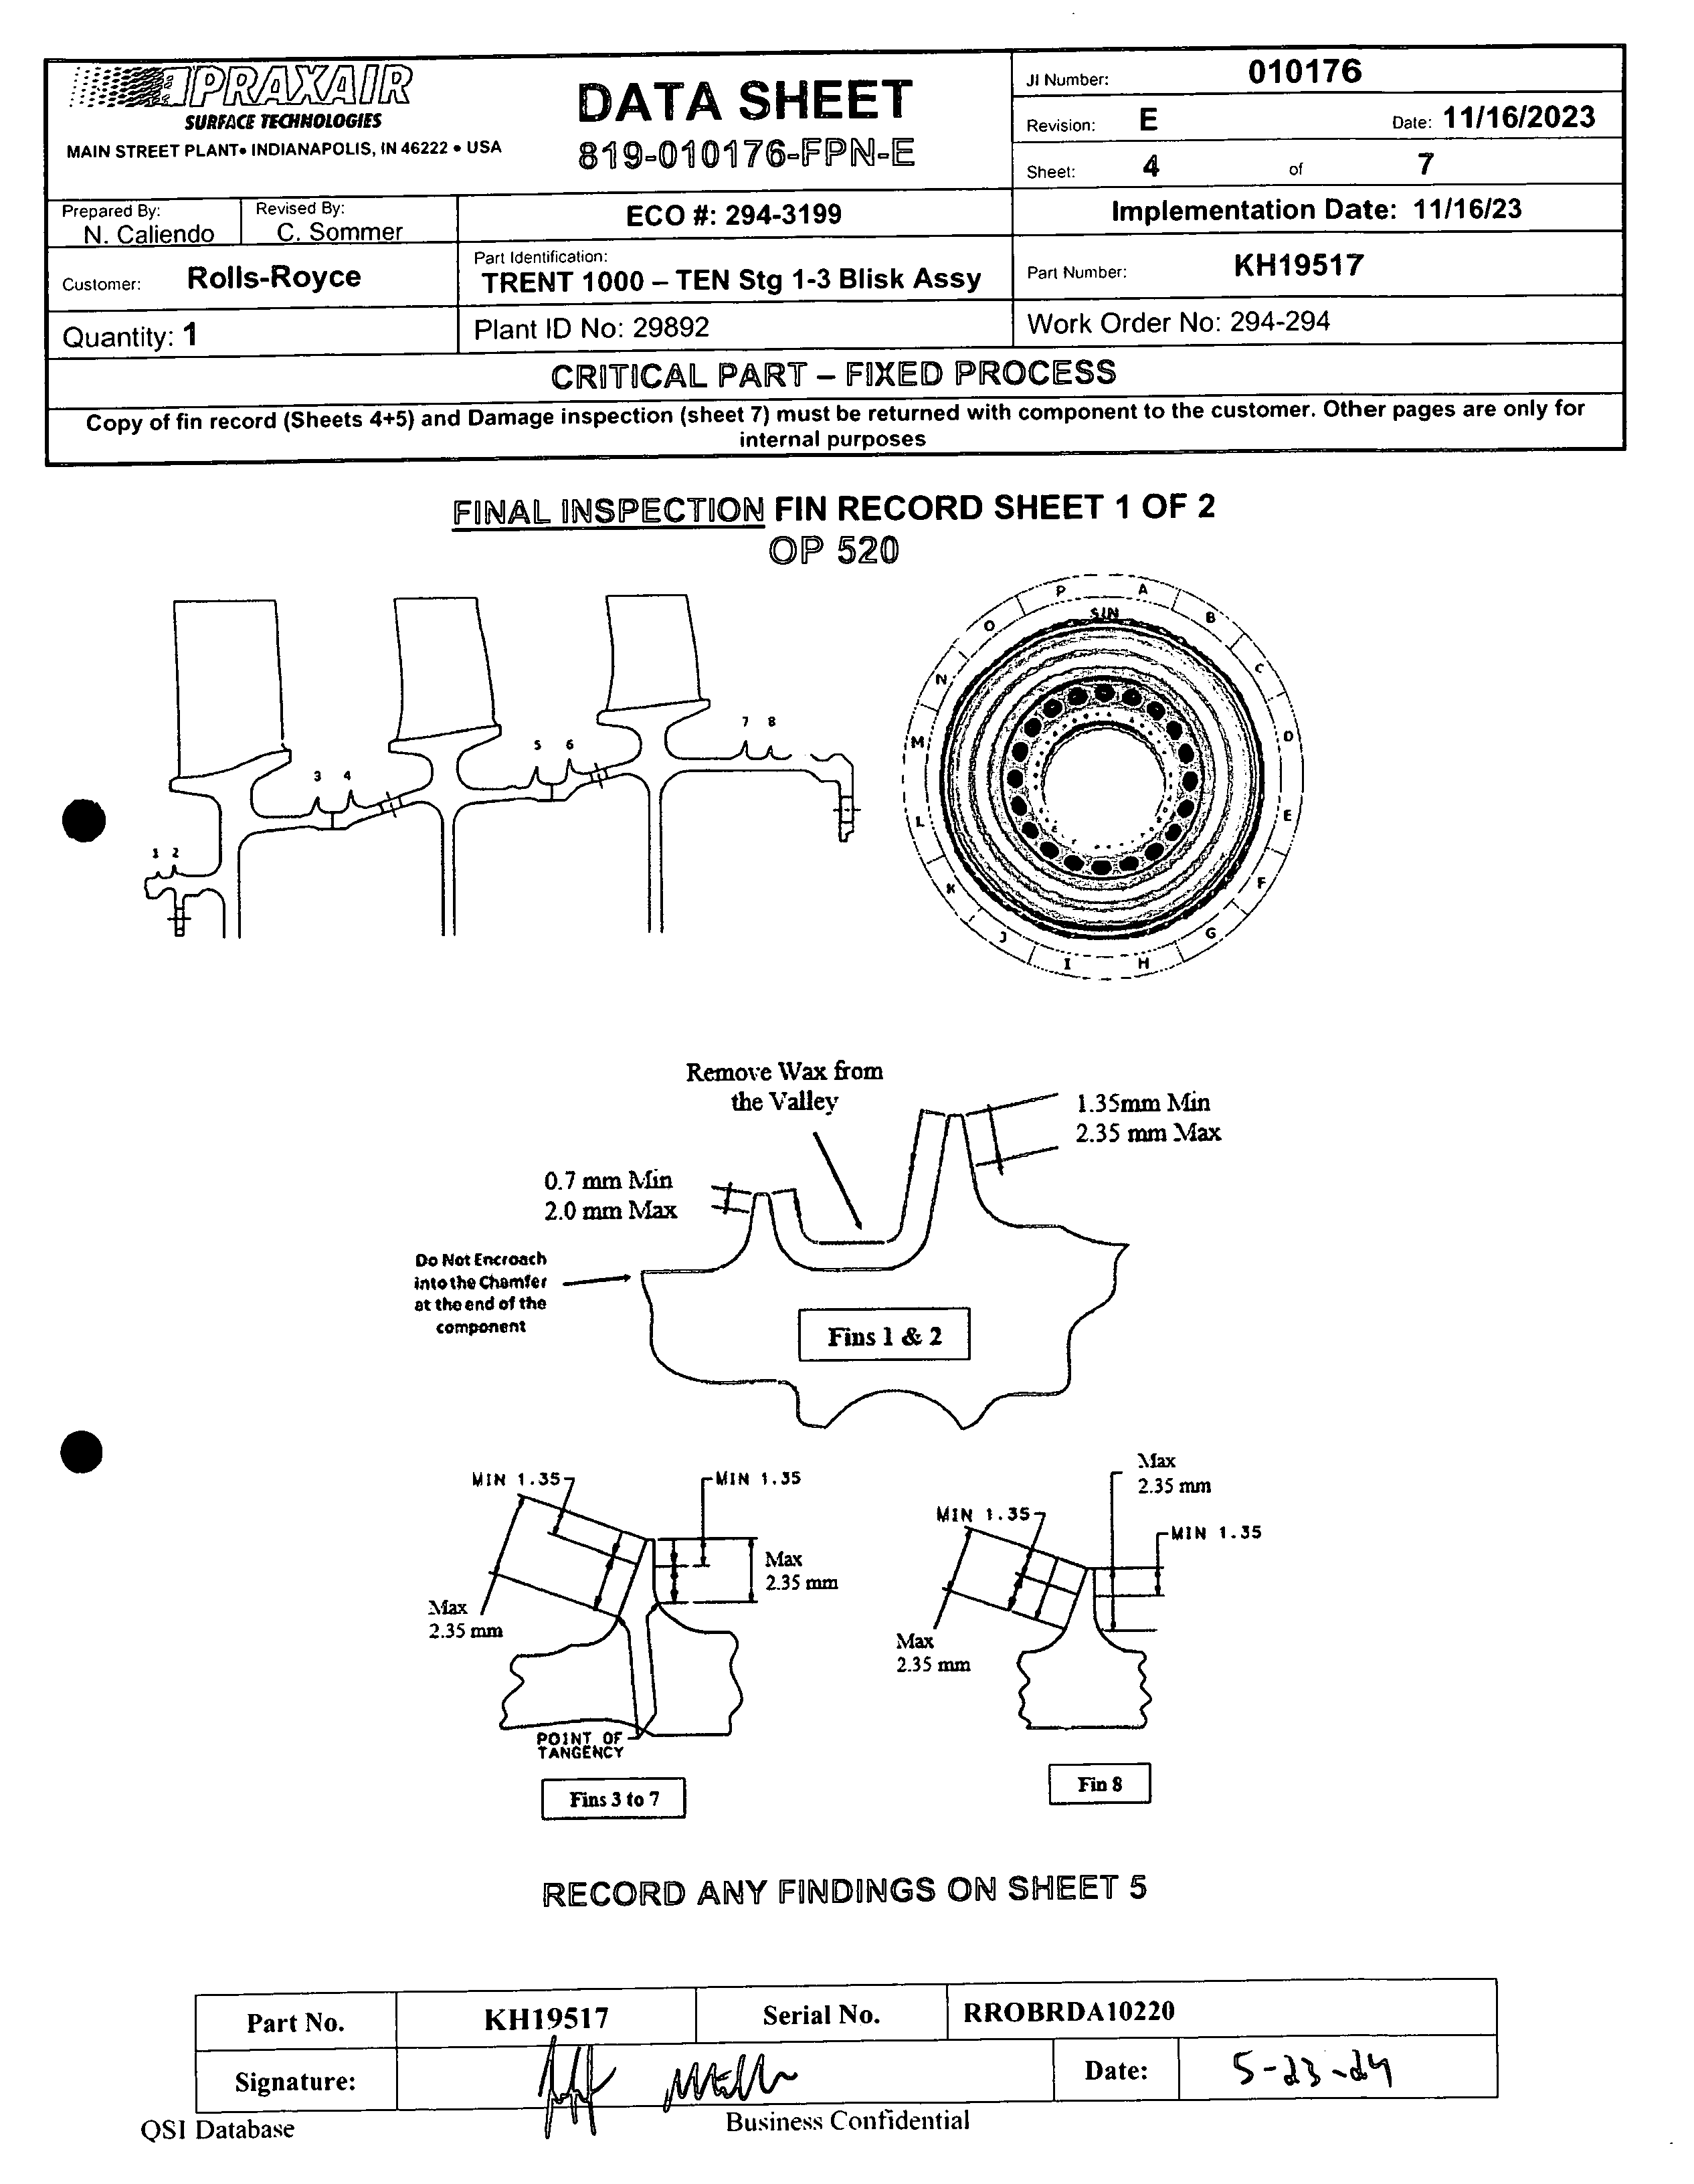 PRAXAIR
SURFACE TECHNOLOGIES
MAIN STREET PLANT• INDIANAPOLIS, IN 46222 • USA
DATA SHEET
819-010176-FPN-E
JI Number: 010176
Revision: E Date: 11/16/2023
Sheet: 4 of 7
Prepared By:
N. Caliendo
Revised By:
C. Sommer
ECO #: 294-3199
Implementation Date: 11/16/23
Customer: Rolls-Royce
Part Identification:
TRENT 1000 – TEN Stg 1-3 Blisk Assy
Part Number: KH19517
Quantity: 1
Plant ID No: 29892
Work Order No: 294-294
CRITICAL PART – FIXED PROCESS
Copy of fin record (Sheets 4+5) and Damage inspection (sheet 7) must be returned with component to the customer. Other pages are only for
internal purposes
FINAL INSPECTION FIN RECORD SHEET 1 OF 2
OP 520
1 2
3 4
5 6
7 8
S/N
A
B
C
D
E
F
G
H
I
J
K
L
M
N
O
P
Remove Wax from
the Valley
1.35mm Min
2.35 mm Max
0.7 mm Min
2.0 mm Max
Do Not Encroach
into the Chamfer
at the end of the
component
Fins 1 & 2
MIN 1.35
MIN 1.35
Max
2.35 mm
Max
2.35 mm
POINT OF
TANGENCY
Fins 3 to 7
Max
2.35 mm
MIN 1.35
MIN 1.35
Max
2.35 mm
Fin 8
RECORD ANY FINDINGS ON SHEET 5
Part No. KH19517 Serial No. RROBRDA10220
Signature: Date: 5-23-24
QSI Database
Business Confidential